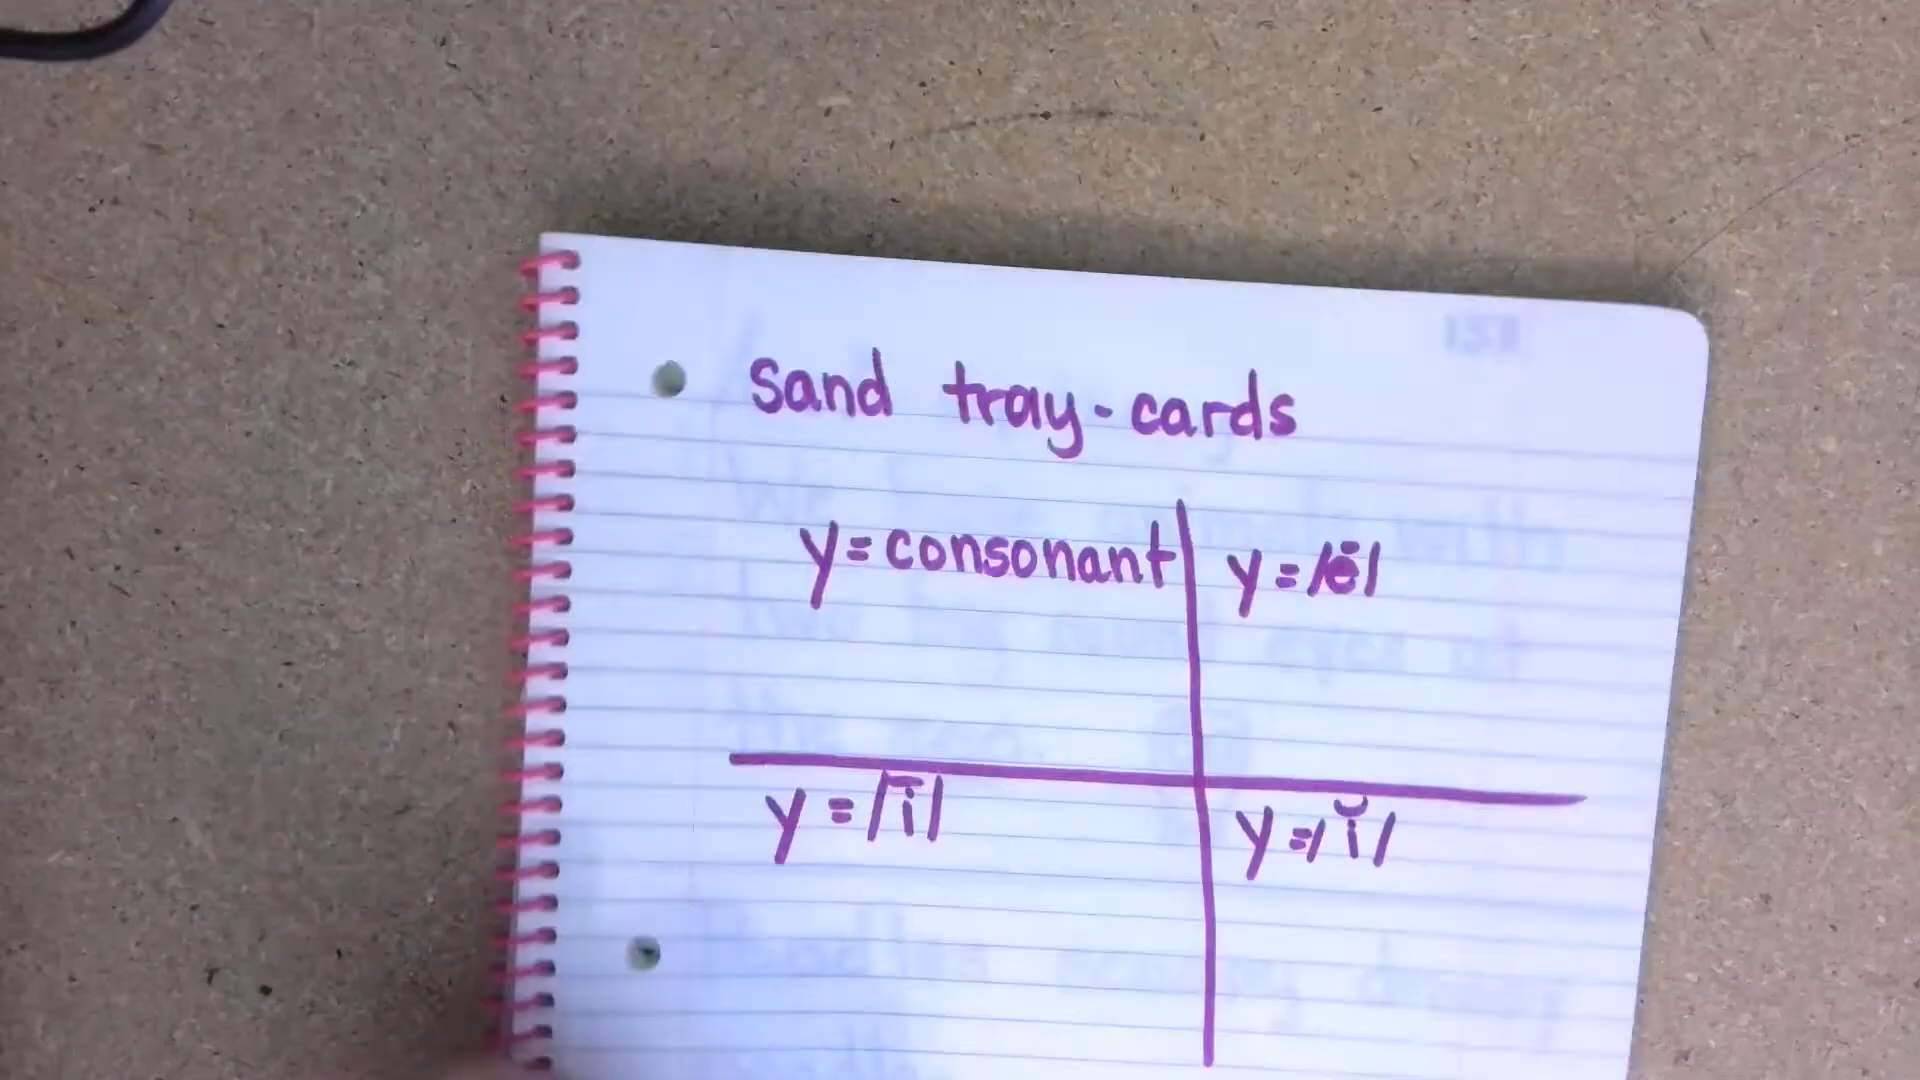 Sand tray-cards
y=consonant
y=/ē/
y=/ī/
y=/ĭ/